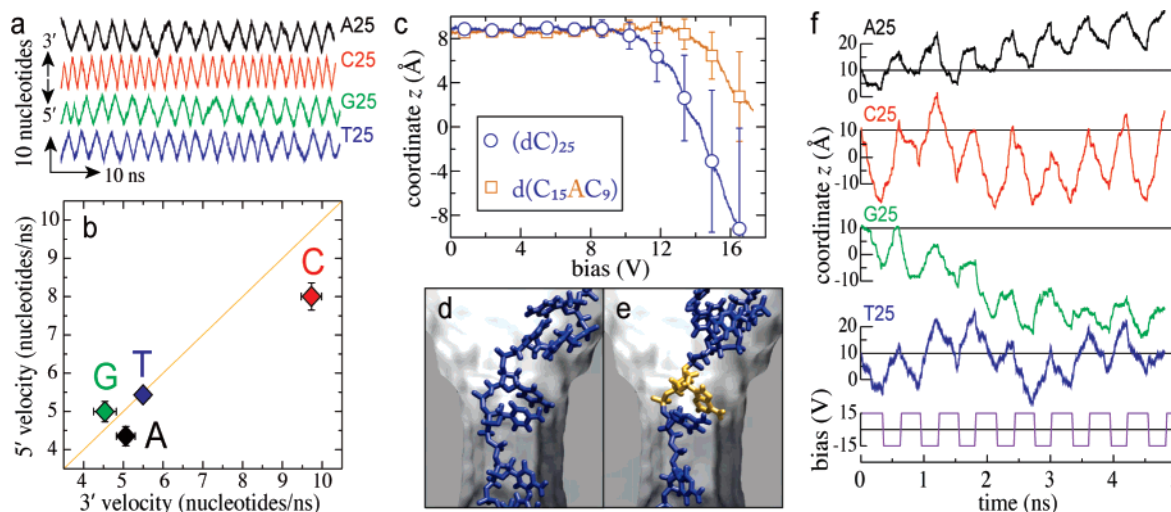 a
10 nucleotides
3′
5′
A25
C25
G25
T25
10 ns
b
5′ velocity (nucleotides/ns)
10
9
8
7
6
5
4
G
T
A
C
4 5 6 7 8 9 10
3′ velocity (nucleotides/ns)
c
coordinate z (Å)
8
4
0
-4
-8
(dC)₂₅
d(C₁₅AC₉)
0 4 8 12 16
bias (V)
d
e
f
coordinate z (Å)
A25
20
10
0
C25
10
0
-10
G25
10
0
-10
T25
20
10
0
bias (V)
15
-15
0 1 2 3 4
time (ns)